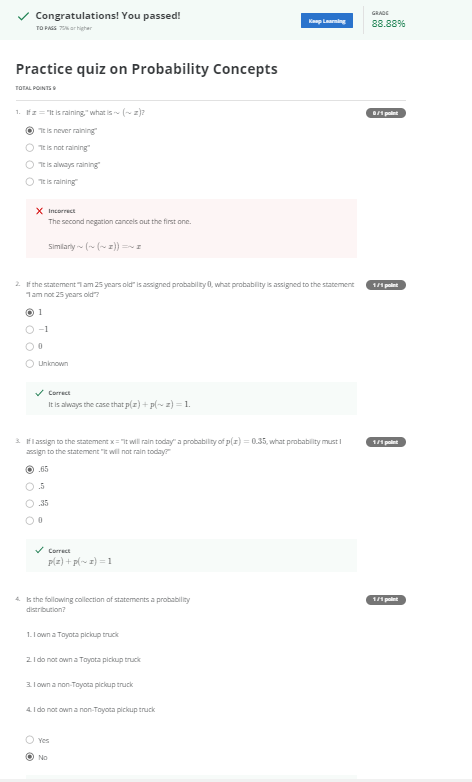 Congratulations! You passed!
TO PASS 75% or higher
Keep Learning
GRADE
88.88%
Practice quiz on Probability Concepts
TOTAL POINTS 9
1. If x = "It is raining," what is ∼ (∼ x)?
0 / 1 point
"It is never raining"
"It is not raining"
"It is always raining"
"It is raining"
Incorrect
The second negation cancels out the first one.
Similarly ∼ (∼ (∼ x)) =∼ x
2. If the statement "I am 25 years old" is assigned probability 0, what probability is assigned to the statement
"I am not 25 years old"?
1 / 1 point
1
−1
0
Unknown
Correct
It is always the case that p(x) + p(∼ x) = 1.
3. If I assign to the statement x = "it will rain today" a probability of p(x) = 0.35, what probability must I
assign to the statement "it will not rain today?"
1 / 1 point
.65
.5
.35
0
Correct
p(x) + p(∼ x) = 1
4. Is the following collection of statements a probability
distribution?
1 / 1 point
1. I own a Toyota pickup truck
2. I do not own a Toyota pickup truck
3. I own a non-Toyota pickup truck
4. I do not own a non-Toyota pickup truck
Yes
No